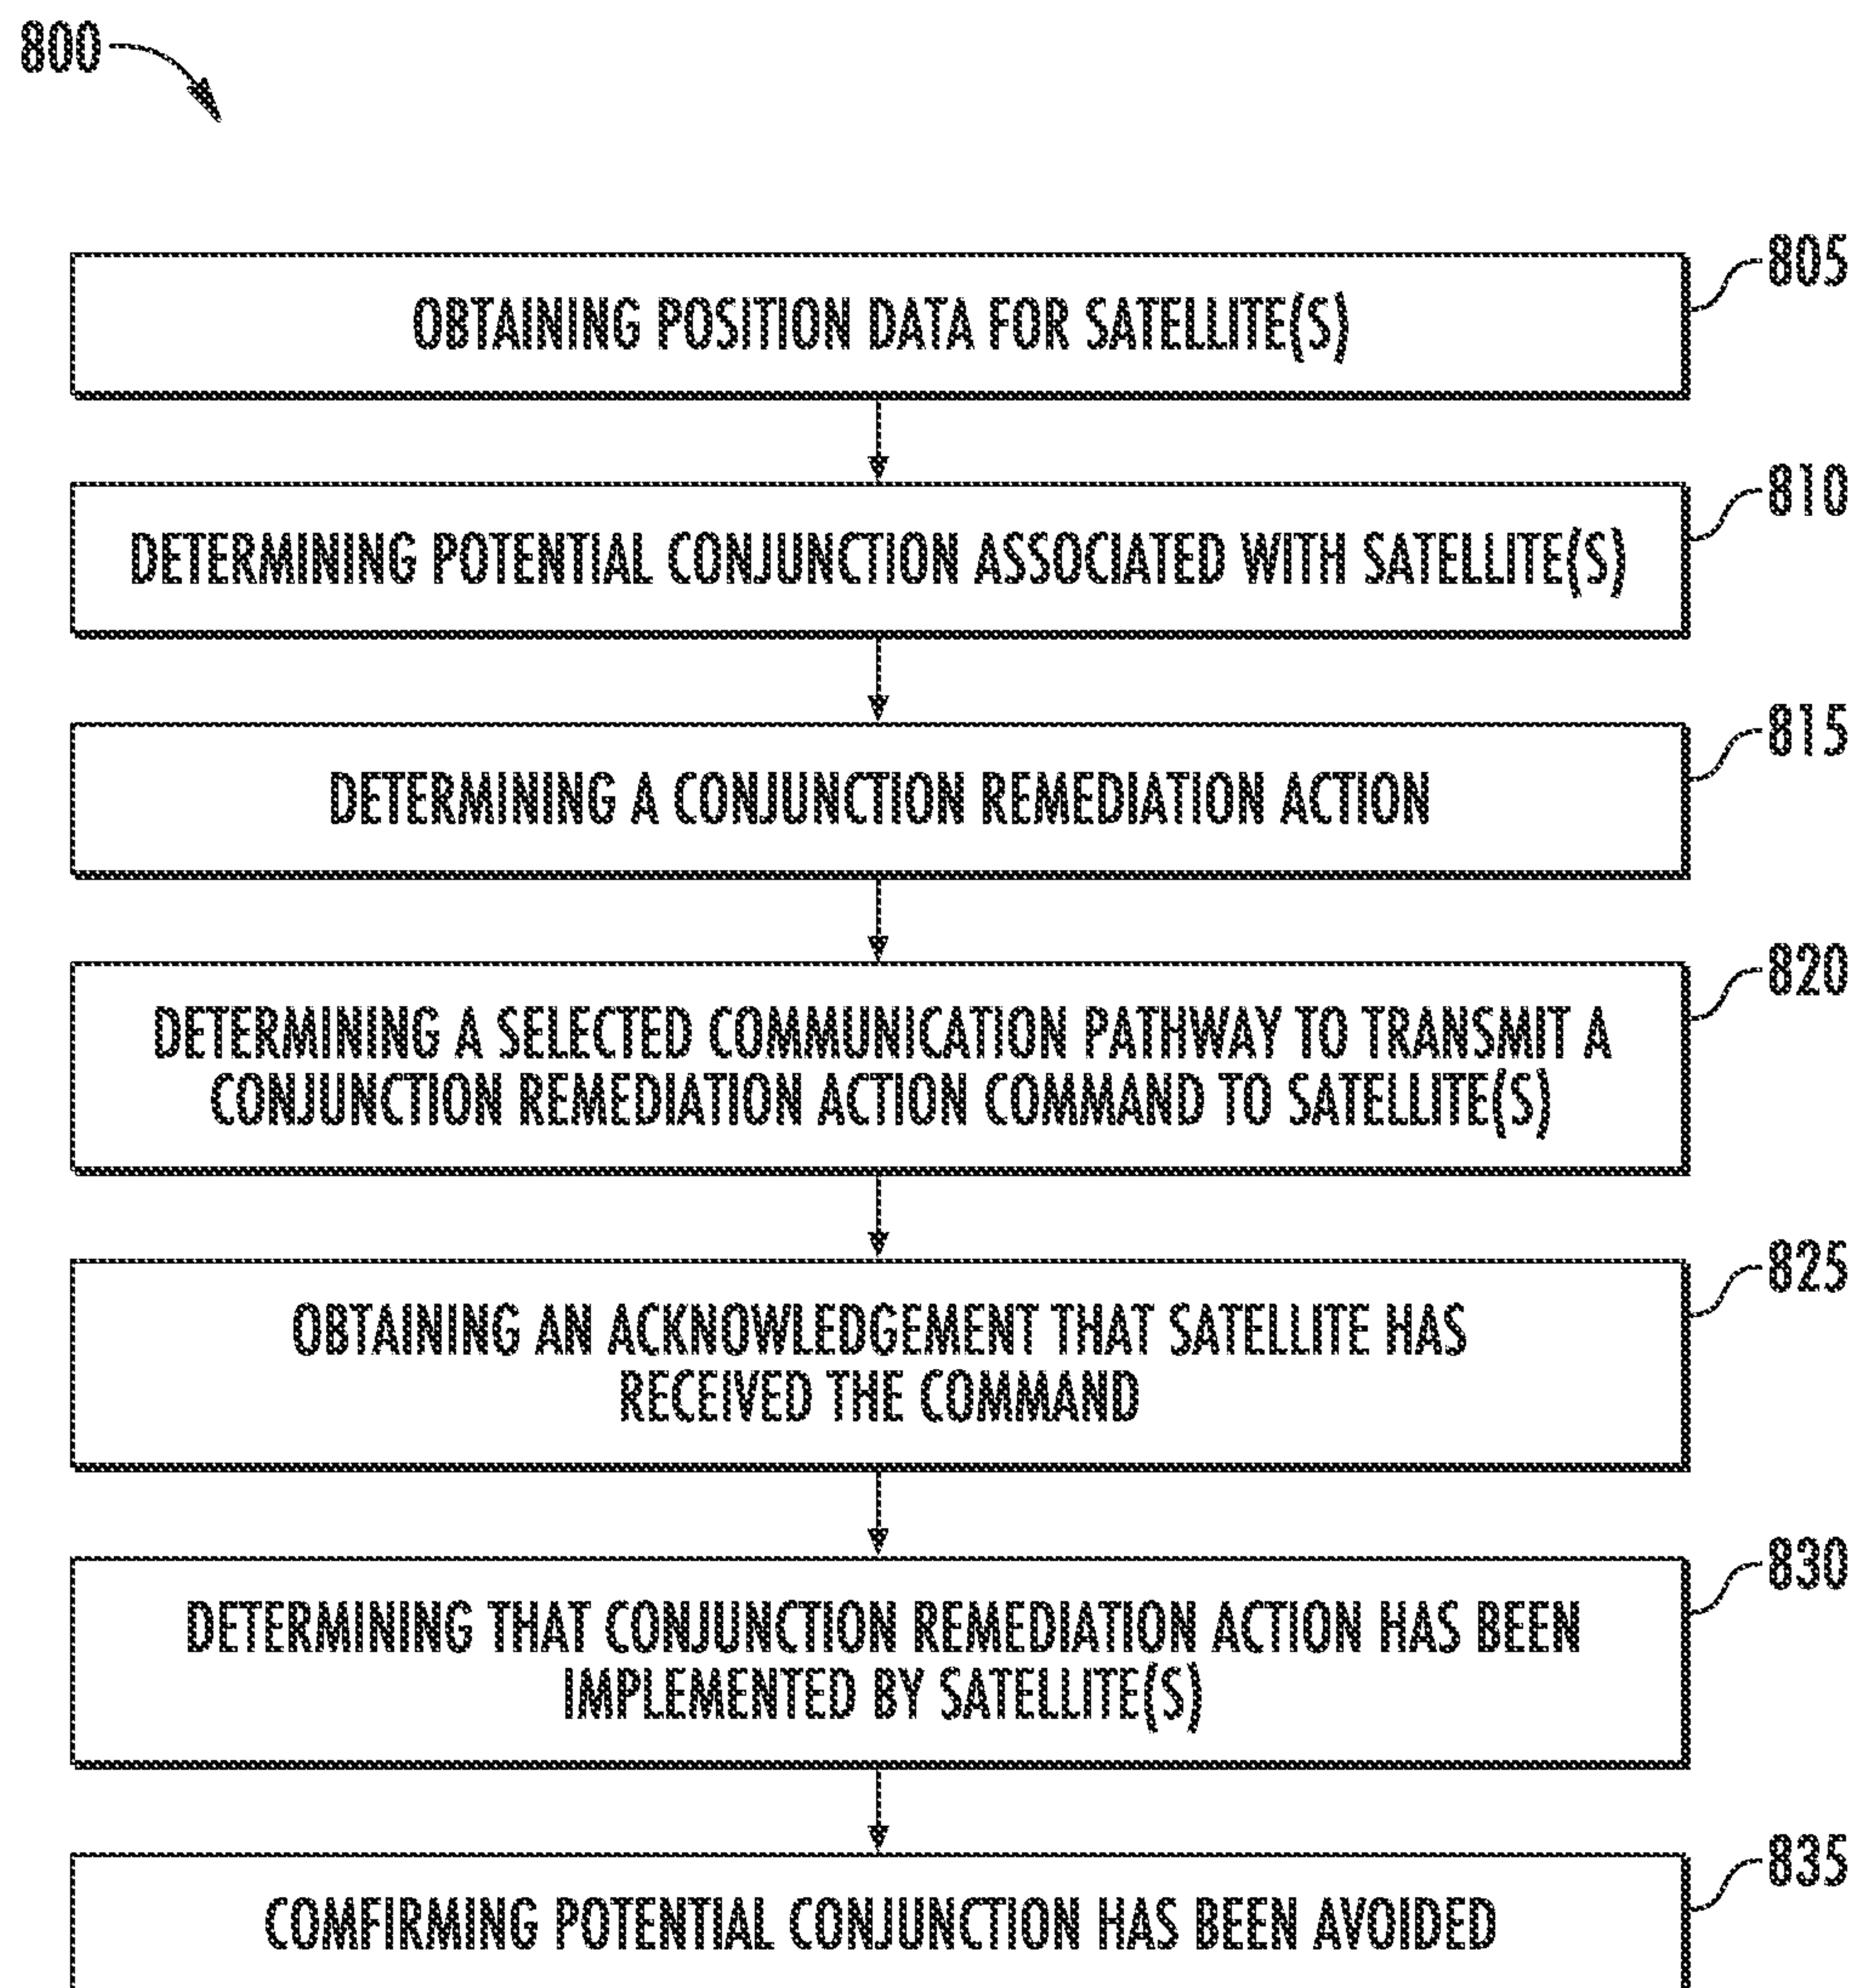 800
805
OBTAINING POSITION DATA FOR SATELLITE(S)
810
DETERMINING POTENTIAL CONJUNCTION ASSOCIATED WITH SATELLITE(S)
815
DETERMINING A CONJUNCTION REMEDIATION ACTION
820
DETERMINING A SELECTED COMMUNICATION PATHWAY TO TRANSMIT A
CONJUNCTION REMEDIATION ACTION COMMAND TO SATELLITE(S)
825
OBTAINING AN ACKNOWLEDGEMENT THAT SATELLITE HAS
RECEIVED THE COMMAND
830
DETERMINING THAT CONJUNCTION REMEDIATION ACTION HAS BEEN
IMPLEMENTED BY SATELLITE(S)
835
COMFIRMING POTENTIAL CONJUNCTION HAS BEEN AVOIDED